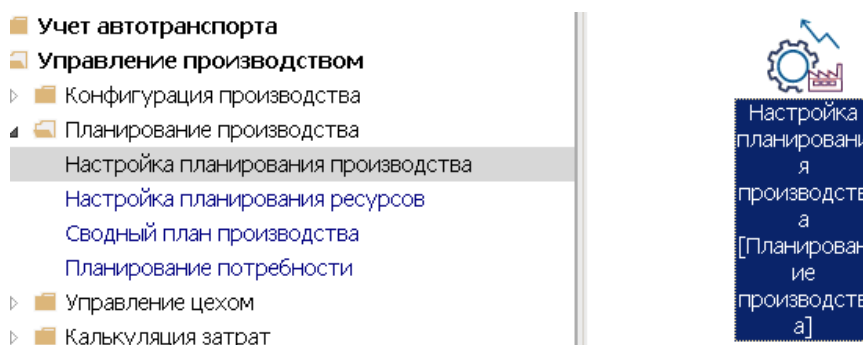 Учет автотранспорта
Управление производством
Конфигурация производства
Планирование производства
Настройка планирования производства
Настройка планирования ресурсов
Сводный план производства
Планирование потребности
Управление цехом
Калькуляция затрат
Настройка
планировани
я
производств
а
[Планирован
ие
производств
а]